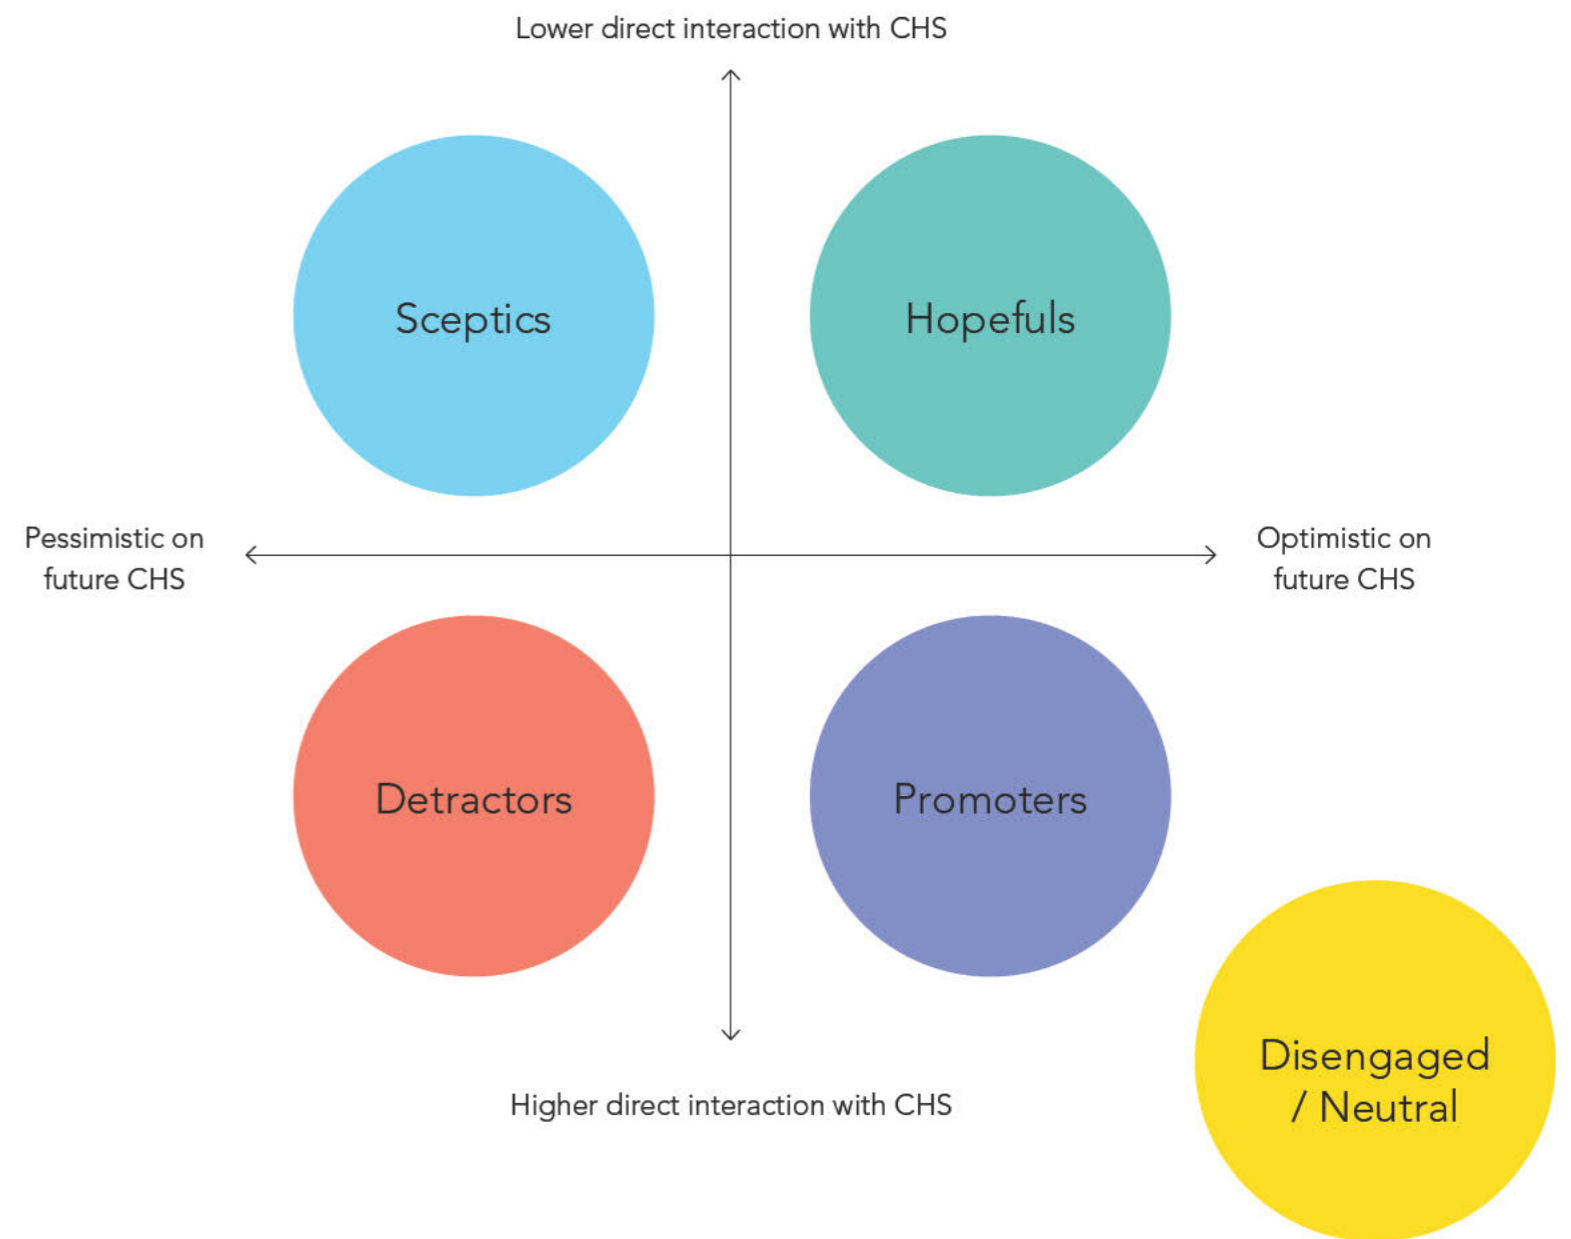 Lower direct interaction with CHS
Sceptics
Hopefuls
Pessimistic on
future CHS
Optimistic on
future CHS
Detractors
Promoters
Disengaged
/ Neutral
Higher direct interaction with CHS